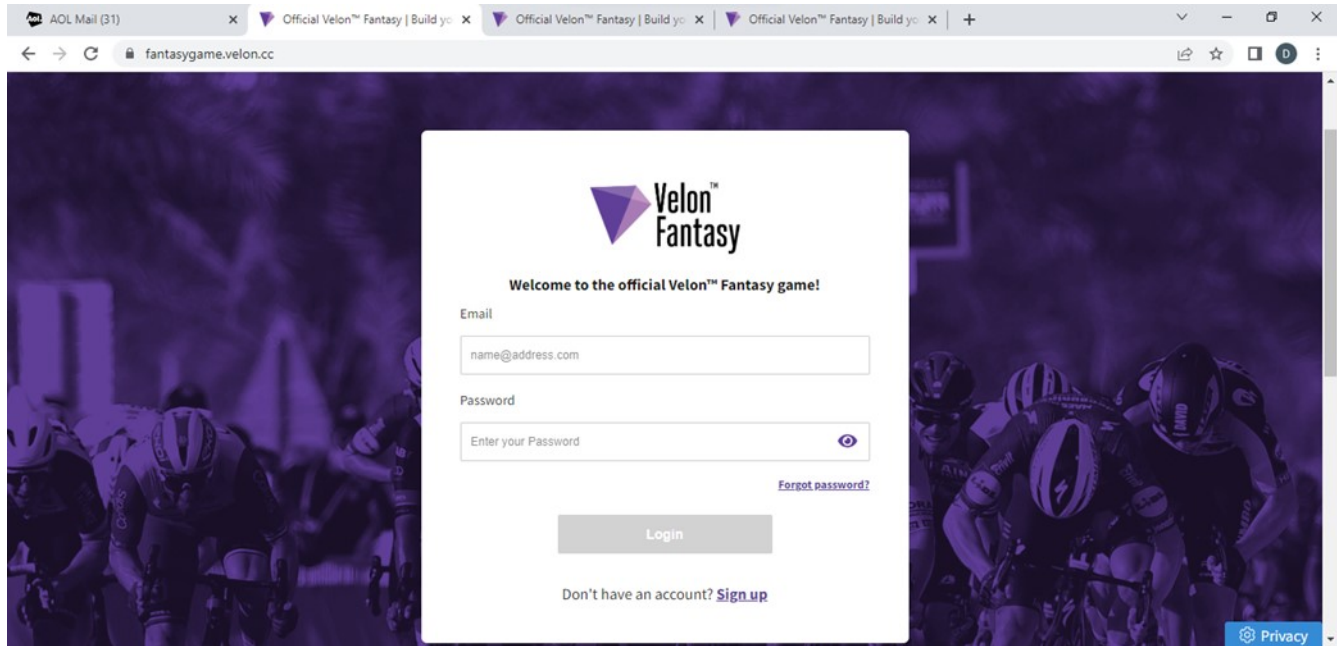 AOL Mail (31)
Official Velon™ Fantasy | Build yo
Official Velon™ Fantasy | Build yo
Official Velon™ Fantasy | Build yo
fantasygame.velon.cc
D
Velon™
Fantasy
Welcome to the official Velon™ Fantasy game!
Email
name@address.com
Password
Enter your Password
Forgot password?
Login
Don't have an account? Sign up
DAVID
Privacy